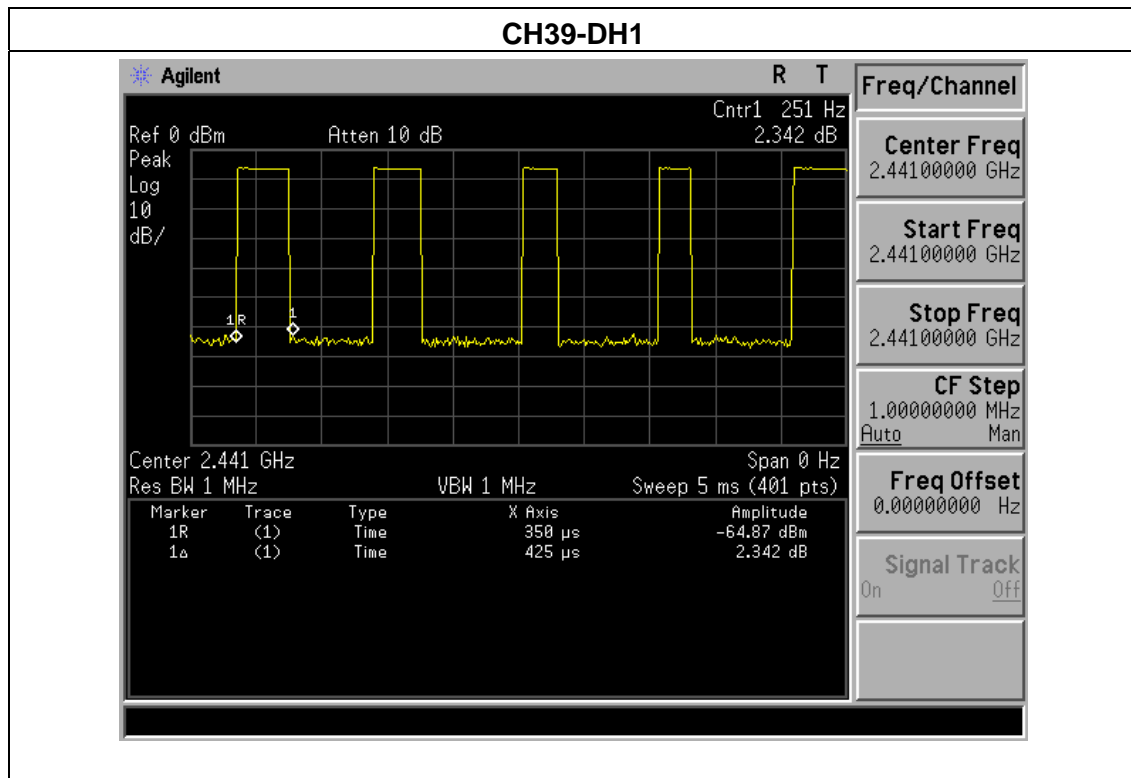 CH39-DH1
Agilent R T
Cntr1 251 Hz
Ref 0 dBm Atten 10 dB 2.342 dB
Peak
Log
10
dB/
1R
1
Center 2.441 GHz Span 0 Hz
Res BW 1 MHz VBW 1 MHz Sweep 5 ms (401 pts)
Marker Trace Type X Axis Amplitude
1R (1) Time 350 µs -64.87 dBm
1∆ (1) Time 425 µs 2.342 dB
Freq/Channel
Center Freq
2.44100000 GHz
Start Freq
2.44100000 GHz
Stop Freq
2.44100000 GHz
CF Step
1.00000000 MHz
Auto Man
Freq Offset
0.00000000 Hz
Signal Track
On Off